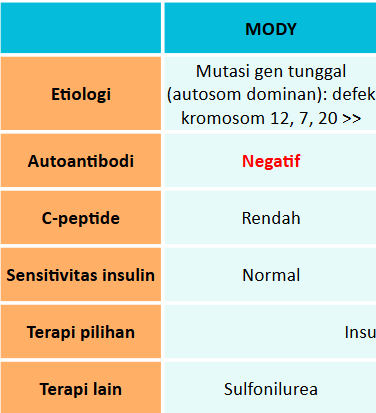 MODY
Etiologi
Mutasi gen tunggal
(autosom dominan): defek
kromosom 12, 7, 20 >>
Autoantibodi
Negatif
C-peptide
Rendah
Sensitivitas insulin
Normal
Terapi pilihan
Insu
Terapi lain
Sulfonilurea